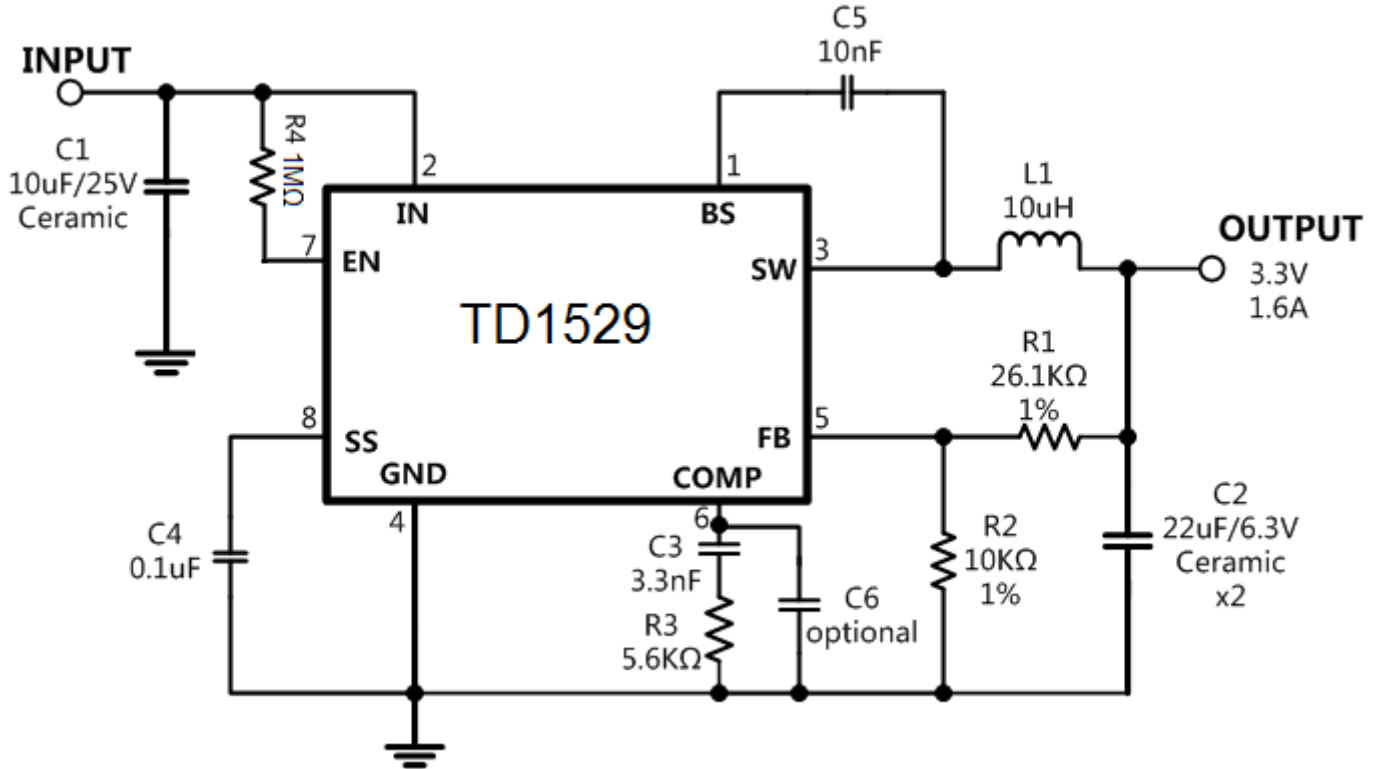 INPUT
C1
10uF/25V
Ceramic
R4 1MΩ
2
IN
7
EN
TD1529
8
SS
GND
4
C4
0.1uF
C5
10nF
1
BS
3
SW
L1
10uH
OUTPUT
3.3V
1.6A
R1
26.1KΩ
1%
5
FB
COMP
6
C3
3.3nF
R3
5.6KΩ
C6
optional
R2
10KΩ
1%
C2
22uF/6.3V
Ceramic
x2